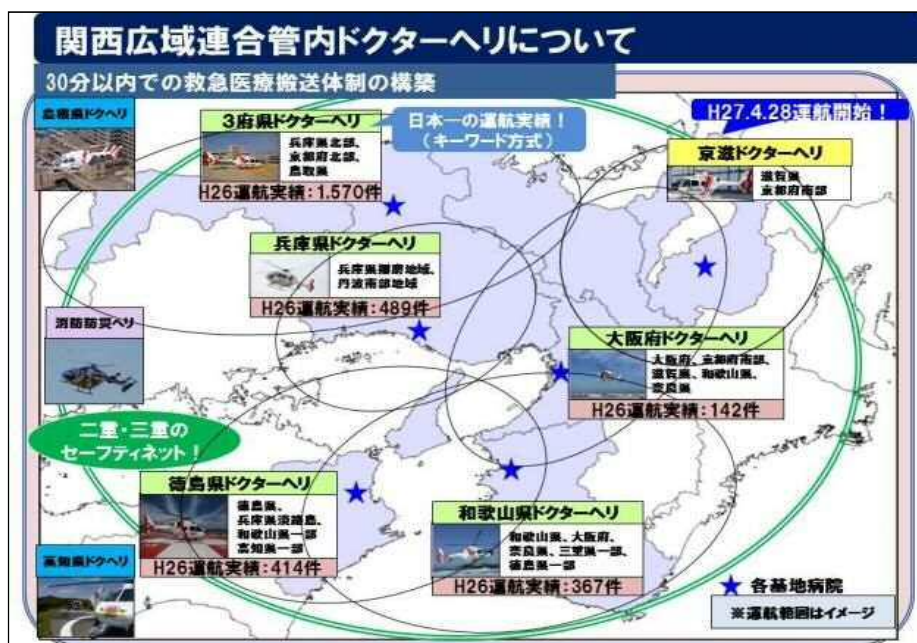 関西広域連合管内ドクターヘリについて
30分以内での救急医療搬送体制の構築
島根県ドクヘリ
3府県ドクターヘリ
兵庫県北部、
京都府北部、
鳥取県
H26運航実績:1.570件
日本一の運航実績!
(キーワード方式)
H27.4.28運航開始!
京滋ドクターヘリ
滋賀県
京都府南部
兵庫県ドクターヘリ
兵庫県播磨地域、
丹波南部地域
H26運航実績:489件
消防防災ヘリ
大阪府ドクターヘリ
大阪府、京都府南部、
滋賀県、和歌山県、
奈良県
H26運航実績:142件
二重・三重の
セーフティネット!
徳島県ドクターヘリ
徳島県、
兵庫県淡路島、
和歌山県一部
高知県一部
H26運航実績:414件
和歌山県ドクターヘリ
和歌山県、大阪府、
奈良県、三重県一部、
徳島県一部
H26運航実績:367件
高知県ドクヘリ
各基地病院
※運航範囲はイメージ